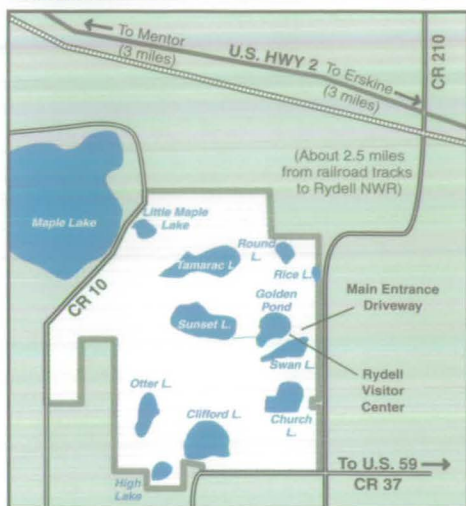 To Mentor
(3 miles)
U.S. HWY 2
To Erskine
(3 miles)
CR 210
(About 2.5 miles
from railroad tracks
to Rydell NWR)
Maple Lake
Little Maple
Lake
Round
L.
Tamarac L
Rice L.
CR 10
Golden
Pond
Main Entrance
Driveway
Sunset L.
Swan L.
Rydell
Visitor
Center
Otter L.
Clifford L.
Church
L.
High
Lake
To U.S. 59
CR 37